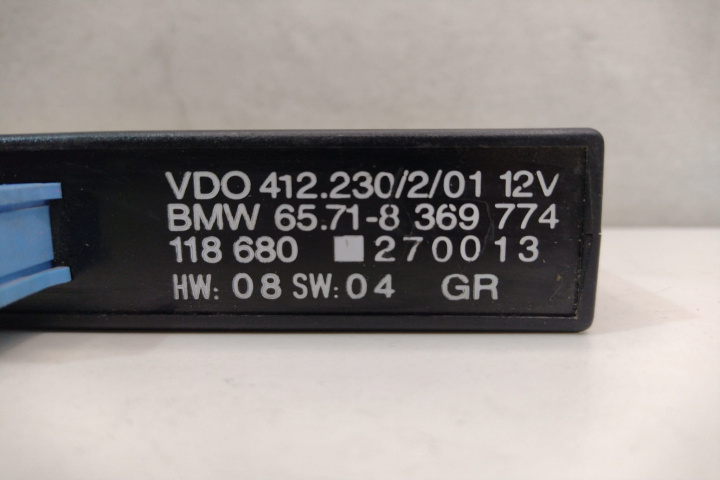 VDO 412.230/2/01 12V
BMW 65.71-8 369 774
118 680 270013
HW: 08 SW: 04 GR